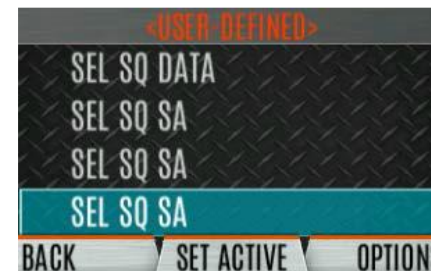 <USER-DEFINED>
SEL SQ DATA
SEL SQ SA
SEL SQ SA
SEL SQ SA
BACK SET ACTIVE OPTION